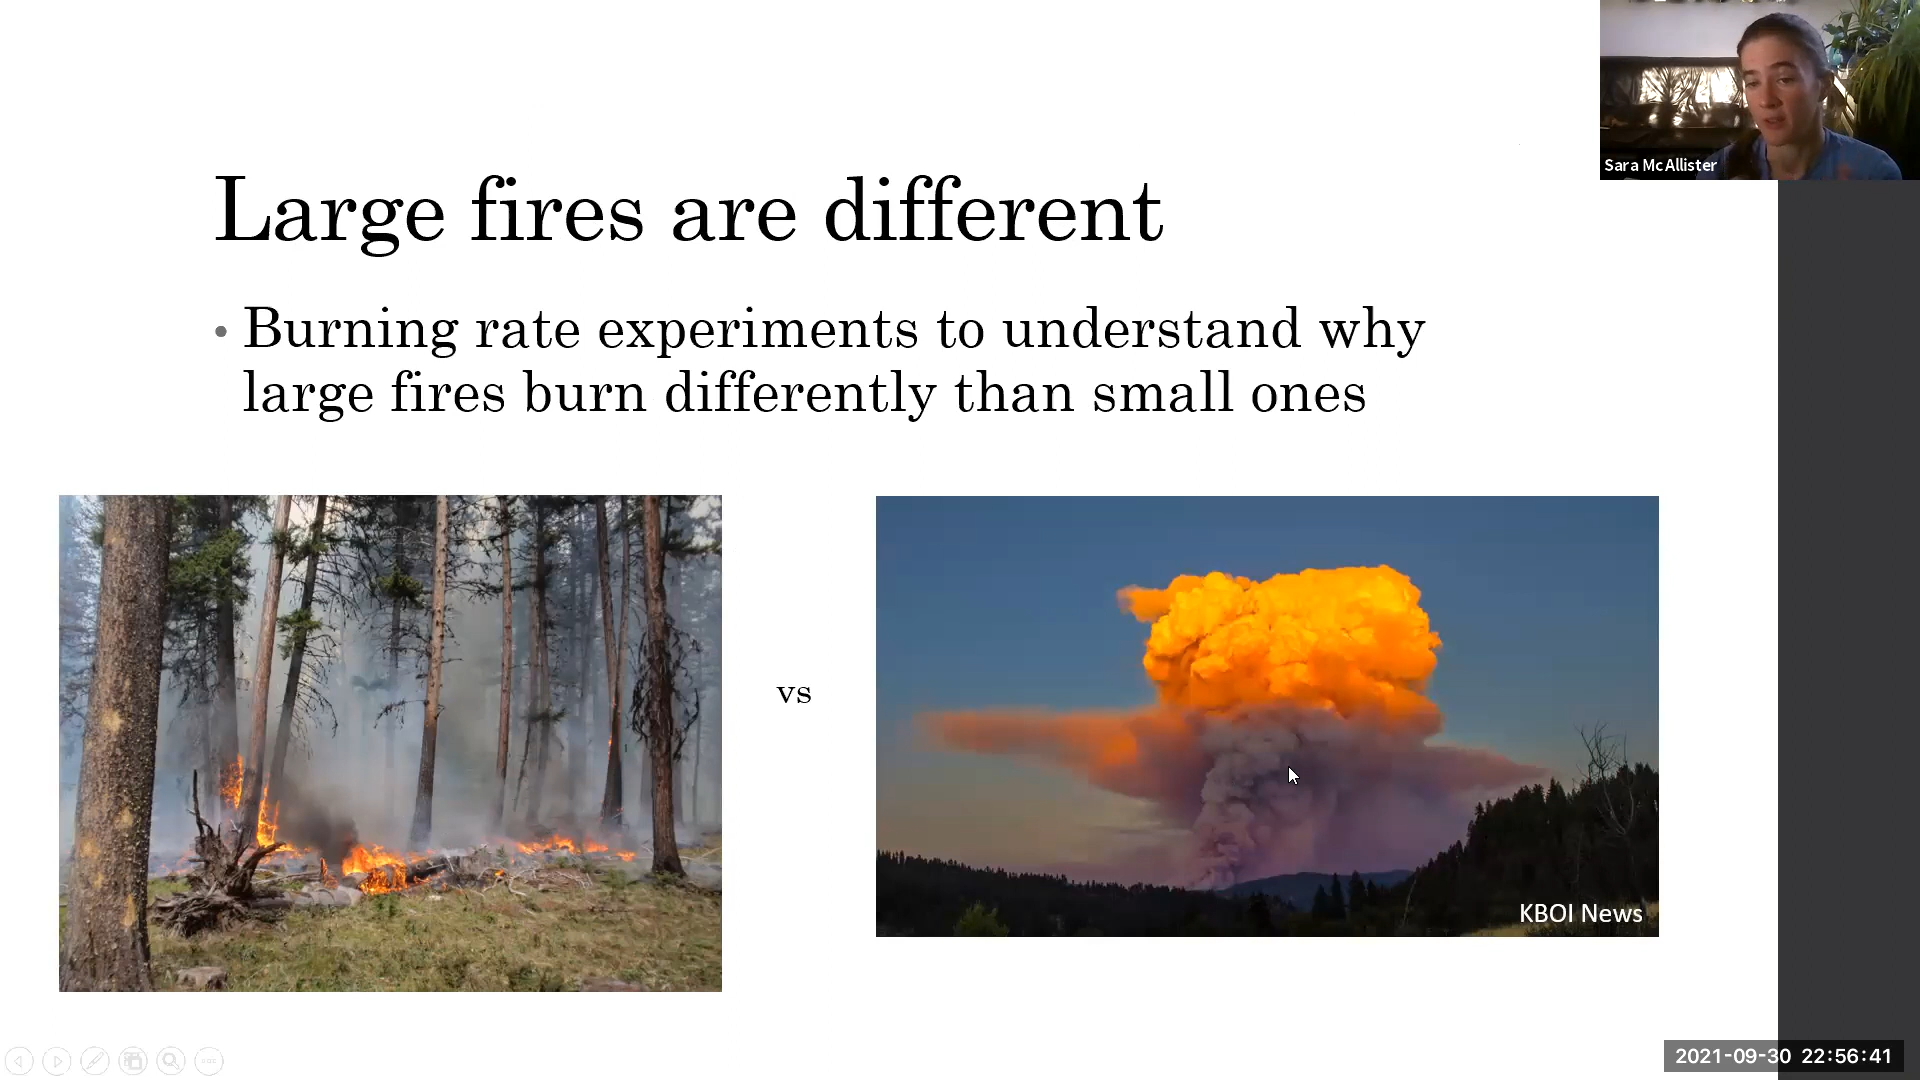 Sara McAllister
Large fires are different
• Burning rate experiments to understand why
large fires burn differently than small ones
vs
KBOI News
2021-09-30 22:56:41